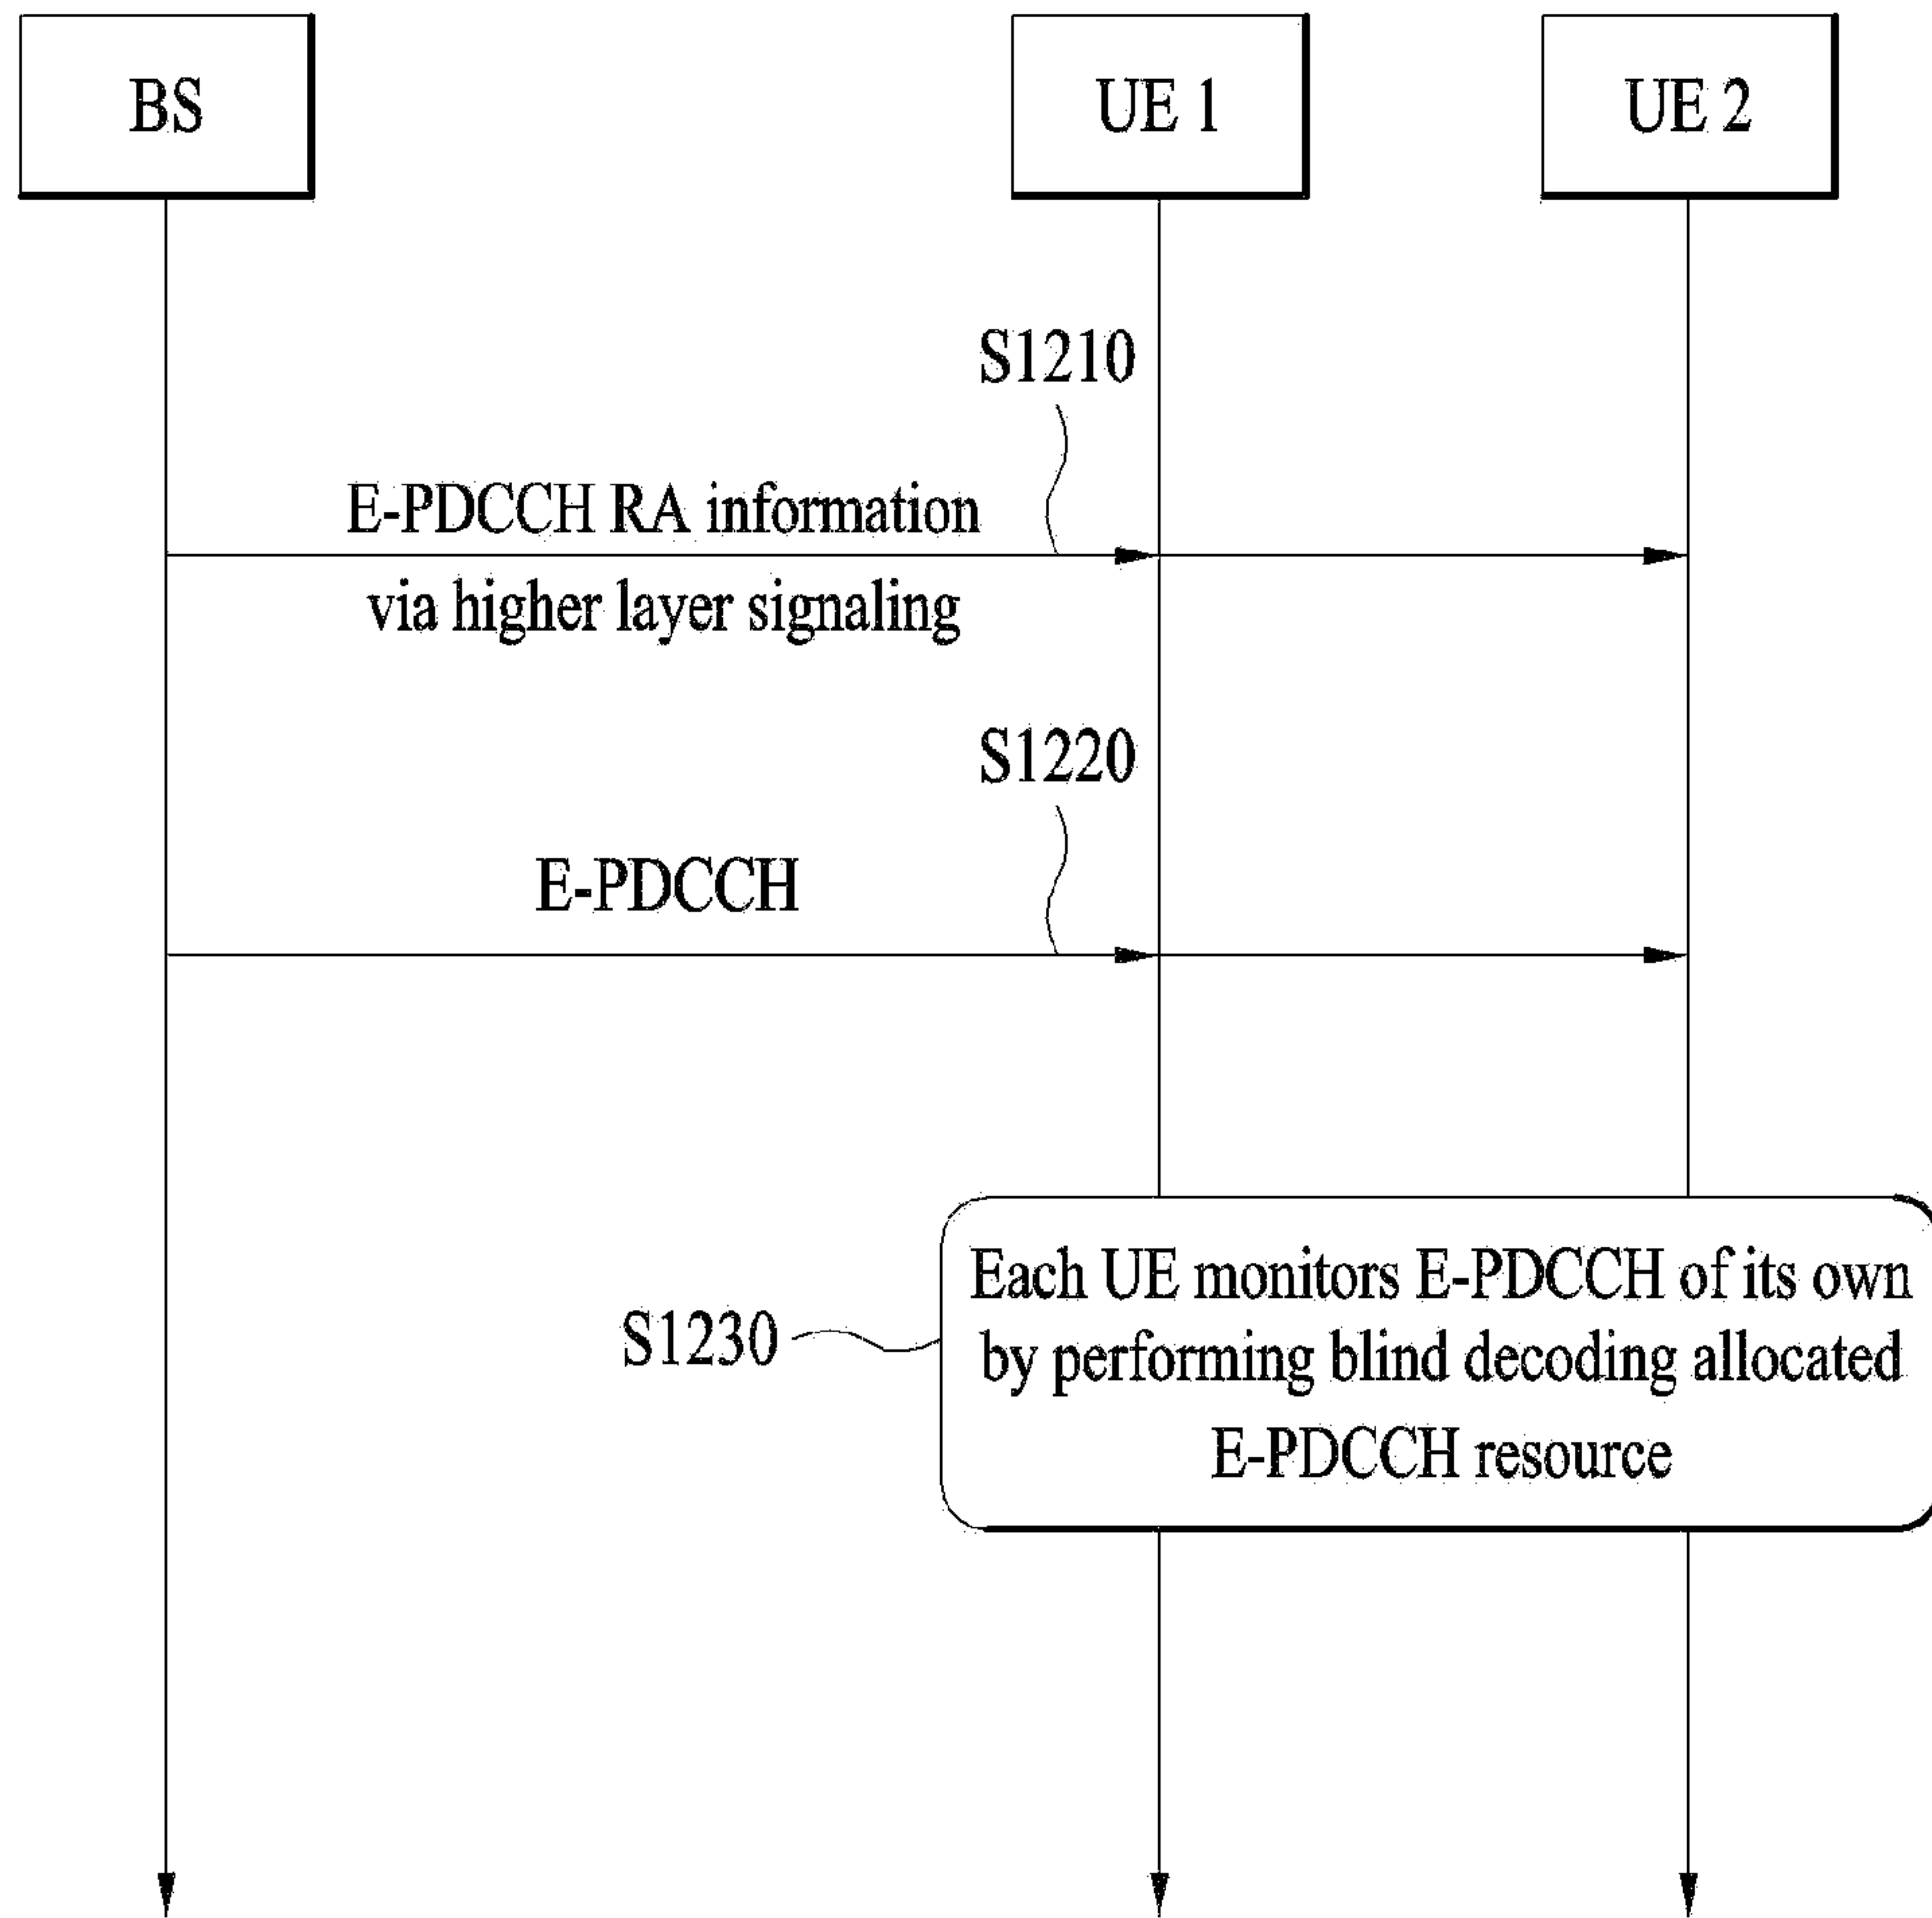 BS
UE 1
UE 2
S1210
E-PDCCH RA information
via higher layer signaling
S1220
E-PDCCH
Each UE monitors E-PDCCH of its own
S1230
by performing blind decoding allocated
E-PDCCH resource